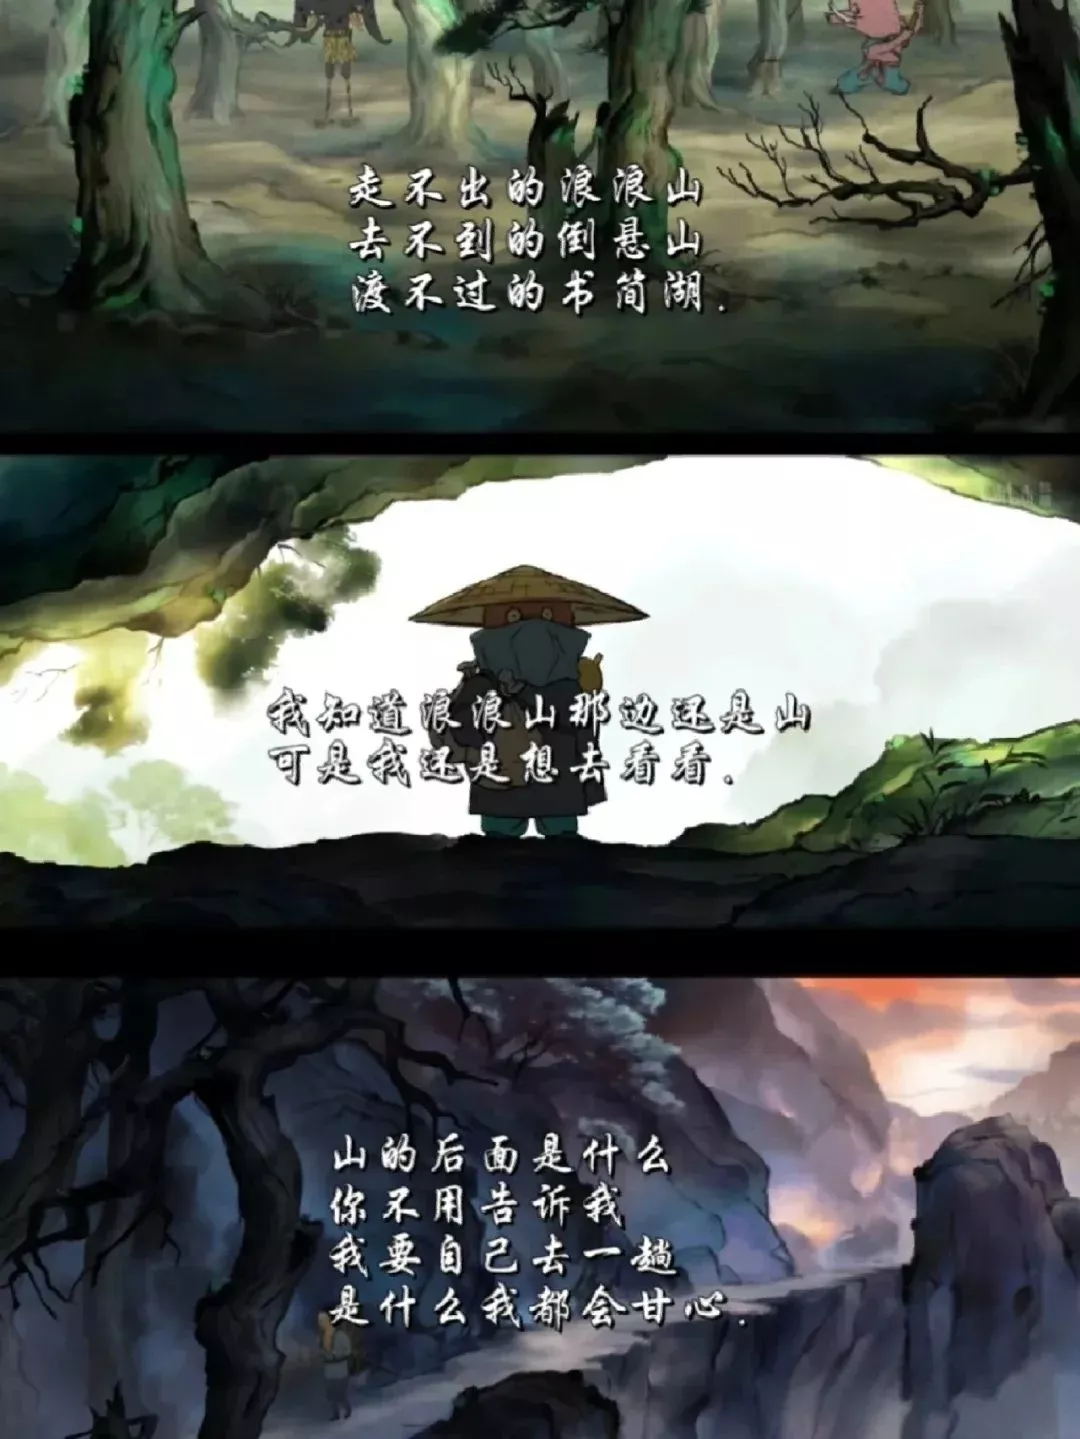 走不出的浪浪山
去不到的倒悬山
渡不过的书简湖.
我知道浪浪山那边还是山
可是我还是想去看看.
山的后面是什么
你不用告诉我
我要自己去一趟
是什么我都会甘心.